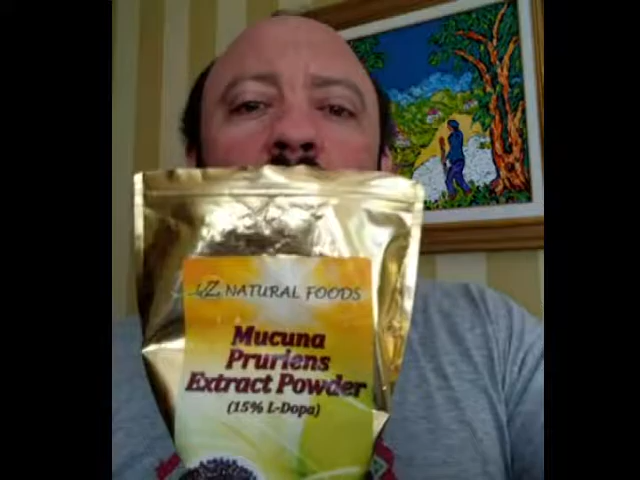 Z NATURAL FOODS
Mucuna
Pruriens
Extract Powder
(15% L-Dopa)